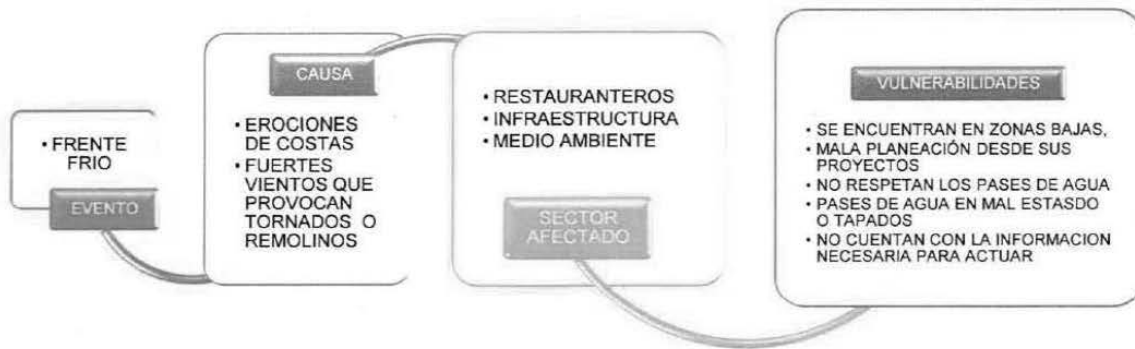 • FRENTE
FRIO
EVENTO
CAUSA
• EROCIONES
DE COSTAS
• FUERTES
VIENTOS QUE
PROVOCAN
TORNADOS O
REMOLINOS
• RESTAURANTEROS
• INFRAESTRUCTURA
• MEDIO AMBIENTE
SECTOR
AFECTADO
VULNERABILIDADES
• SE ENCUENTRAN EN ZONAS BAJAS,
• MALA PLANEACIÓN DESDE SUS
PROYECTOS
• NO RESPETAN LOS PASES DE AGUA
• PASES DE AGUA EN MAL ESTASDO
O TAPADOS
• NO CUENTAN CON LA INFORMACION
NECESARIA PARA ACTUAR